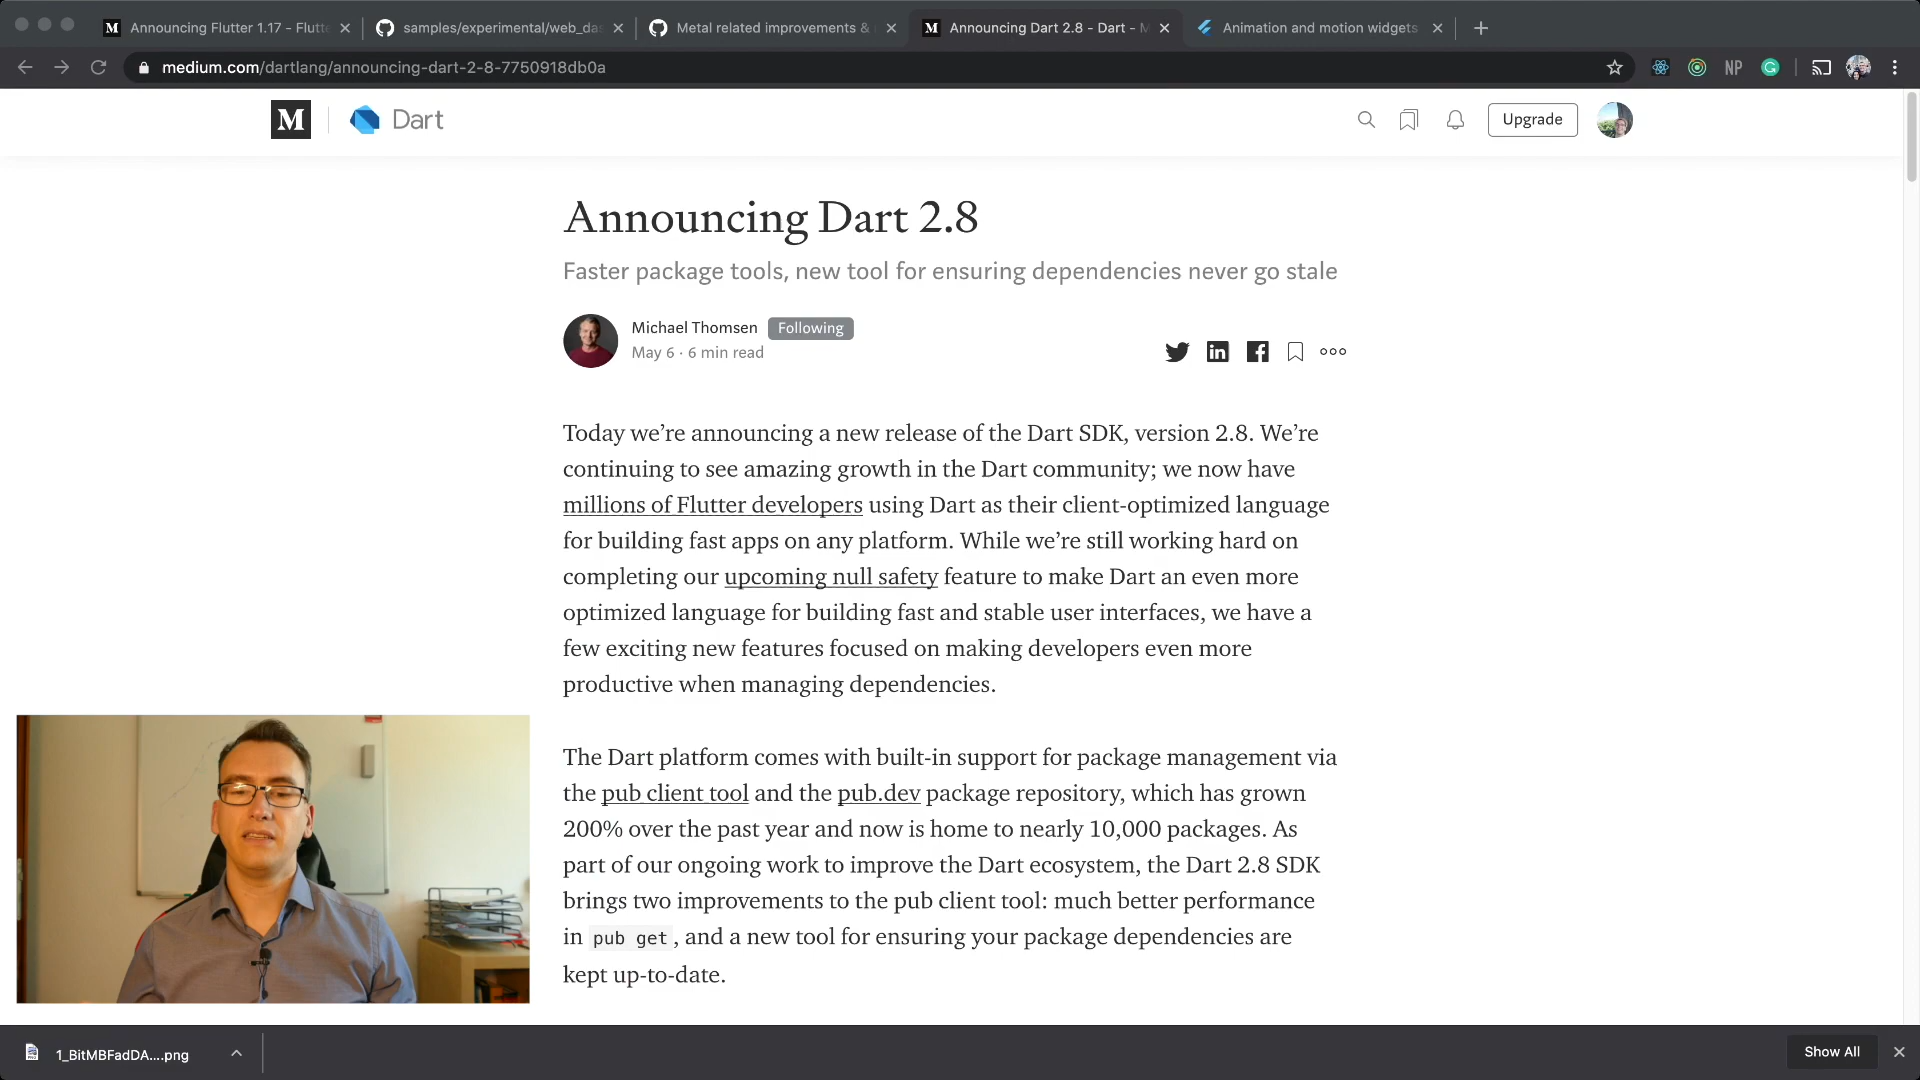 Announcing Flutter 1.17 - Flutte
samples/experimental/web_das
Metal related improvements &
Announcing Dart 2.8 - Dart - M
Animation and motion widgets
medium.com/dartlang/announcing-dart-2-8-7750918db0a
NP
M
Dart
Upgrade
Announcing Dart 2.8
Faster package tools, new tool for ensuring dependencies never go stale
Michael Thomsen Following
May 6 · 6 min read
Today we’re announcing a new release of the Dart SDK, version 2.8. We’re
continuing to see amazing growth in the Dart community; we now have
millions of Flutter developers using Dart as their client-optimized language
for building fast apps on any platform. While we’re still working hard on
completing our upcoming null safety feature to make Dart an even more
optimized language for building fast and stable user interfaces, we have a
few exciting new features focused on making developers even more
productive when managing dependencies.
The Dart platform comes with built-in support for package management via
the pub client tool and the pub.dev package repository, which has grown
200% over the past year and now is home to nearly 10,000 packages. As
part of our ongoing work to improve the Dart ecosystem, the Dart 2.8 SDK
brings two improvements to the pub client tool: much better performance
in pub get, and a new tool for ensuring your package dependencies are
kept up-to-date.
1_BitMBFadDA....png
Show All